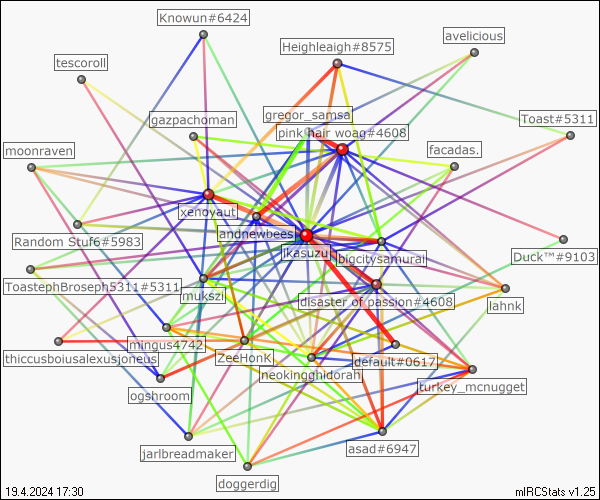 Knowun#6424
avelicious
Heighleigh#8575
tescoroll
gregor_samsa
gazpachoman
Toast#5311
pink hair woag#4608
moonraven
facadas.
xenoyaut
andnewbees
Random Stuf6#5983
ikasuzu
bigcitysamurai
Duck™#9103
ToastephBroseph5311#5311
mukszi
disaster of passion#4608
lahnk
mingus4742
thiccusboiusalexusjoneus
ZeeHonK
default#0617
neokingghidorah
turkey_mcnugget
ogshroom
jarlbreadmaker
asad#6947
doggerdig
19.4.2024 17:30
mIRCStats v1.25